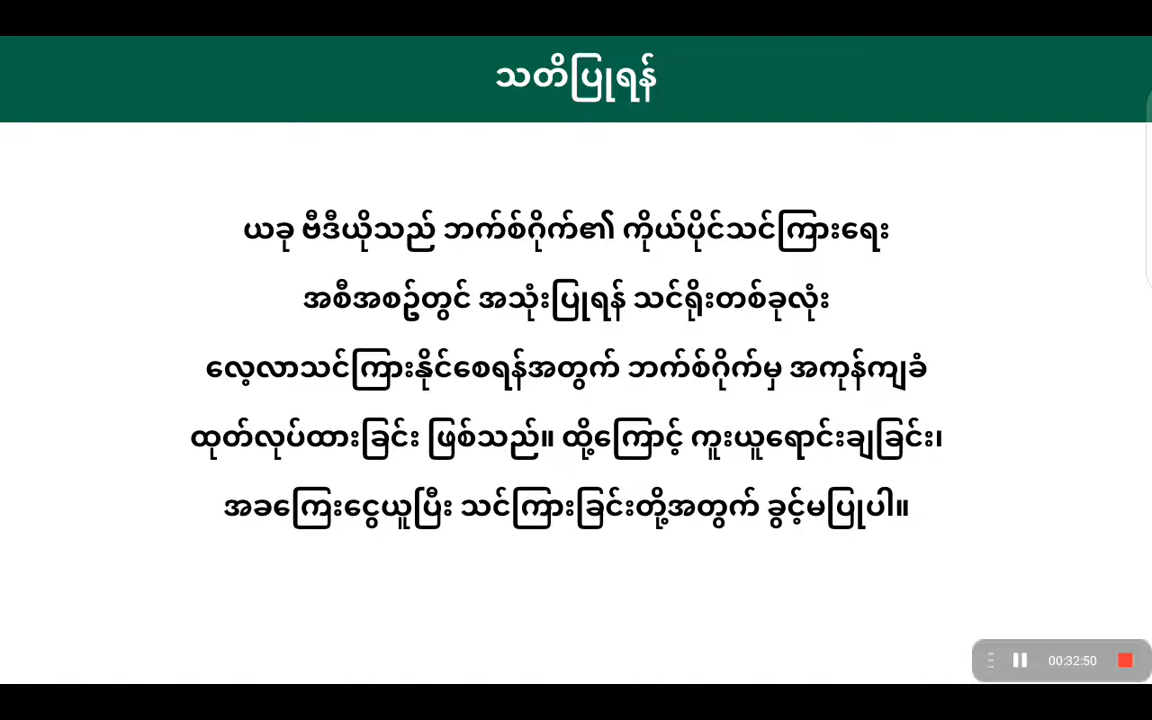 သတိပြုရန်
ယခု ဗီဒီယိုသည် ဘက်စ်ဂိုက်၏ ကိုယ်ပိုင်သင်ကြားရေး
အစီအစဉ်တွင် အသုံးပြုရန် သင်ရိုးတစ်ခုလုံး
လေ့လာသင်ကြားနိုင်စေရန်အတွက် ဘက်စ်ဂိုက်မှ အကုန်ကျခံ
ထုတ်လုပ်ထားခြင်း ဖြစ်သည်။ ထို့ကြောင့် ကူးယူရောင်းချခြင်း၊
အခကြေးငွေယူပြီး သင်ကြားခြင်းတို့အတွက် ခွင့်မပြုပါ။
00:32:50